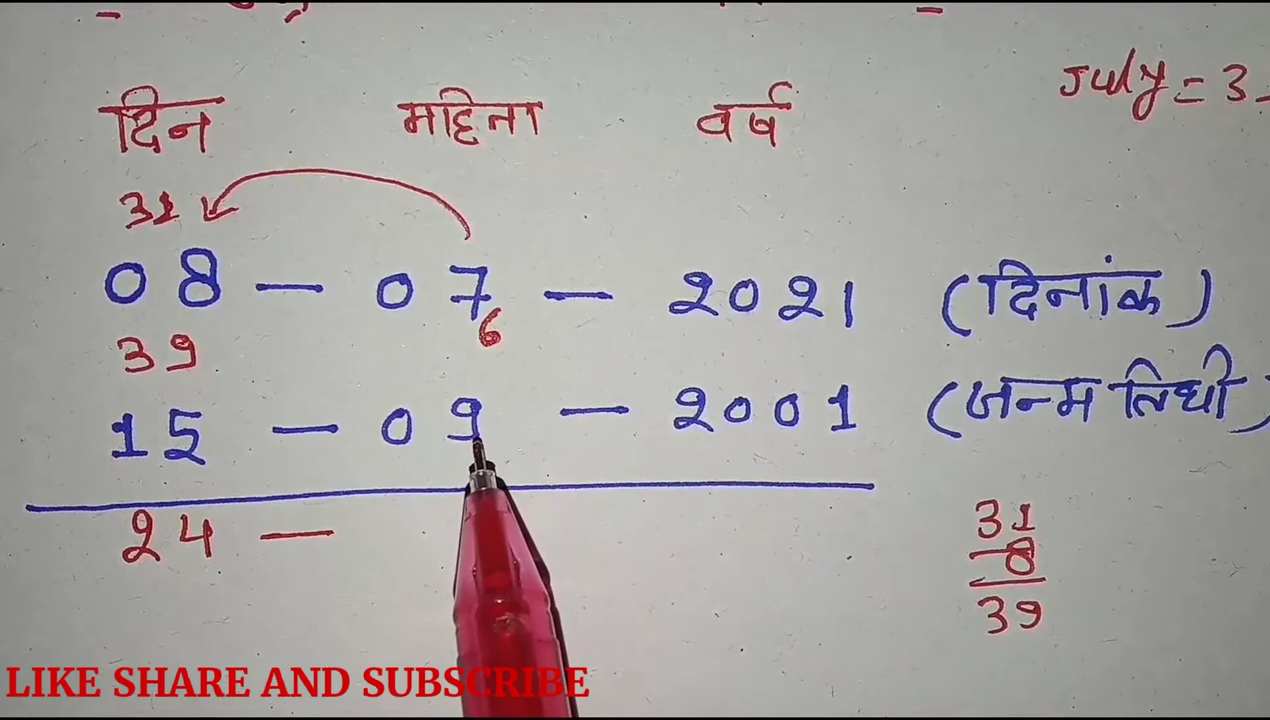 July = 3
दिन महिना वर्ष
31
08 - 07 - 2021 (दिनांक)
6
39
15 - 09 - 2001 (जन्म तिथी)
24 -
31
8
39
LIKE SHARE AND SUBSCRIBE